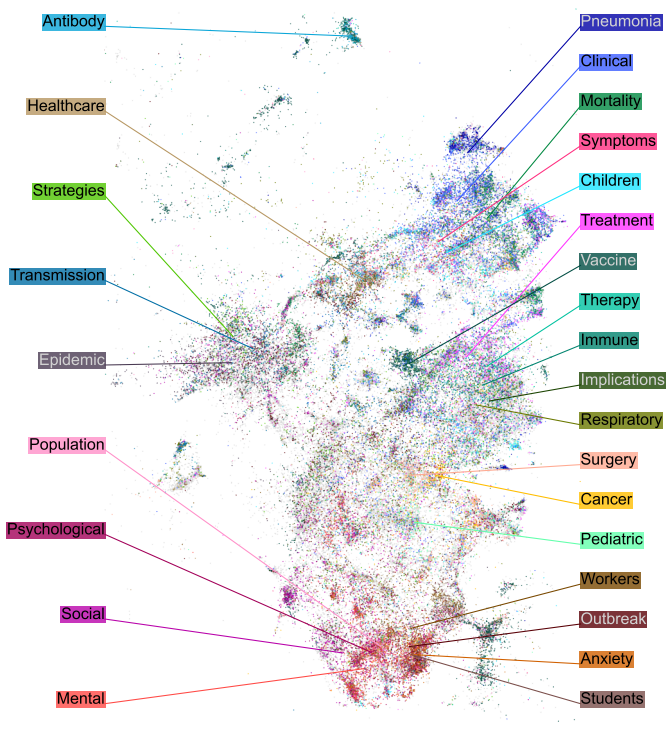 Antibody
Healthcare
Strategies
Transmission
Epidemic
Population
Psychological
Social
Mental
Pneumonia
Clinical
Mortality
Symptoms
Children
Treatment
Vaccine
Therapy
Immune
Implications
Respiratory
Surgery
Cancer
Pediatric
Workers
Outbreak
Anxiety
Students